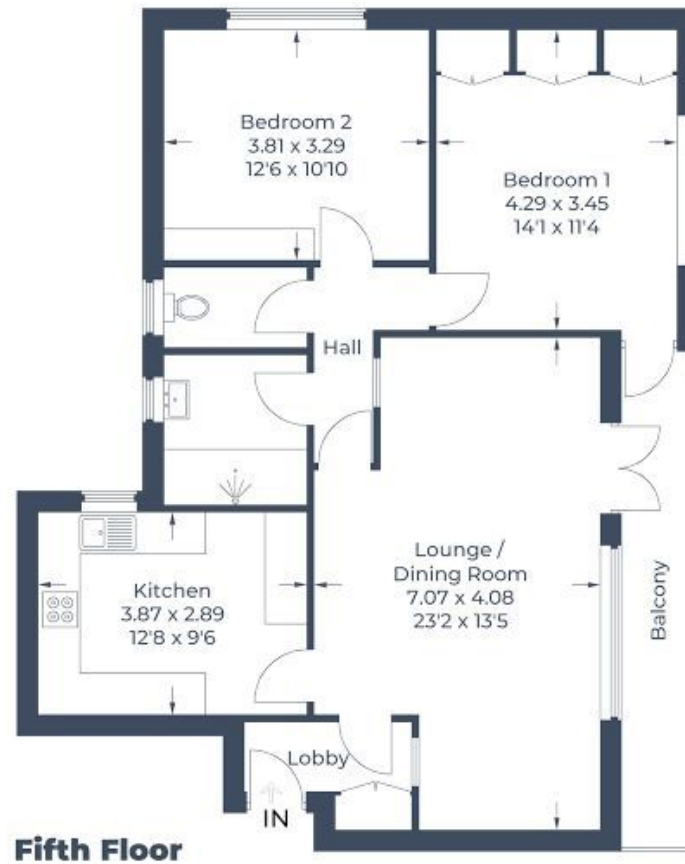 Bedroom 2
3.81 x 3.29
12'6 x 10'10
Bedroom 1
4.29 x 3.45
14'1 x 11'4
Hall
Lounge /
Dining Room
7.07 x 4.08
23'2 x 13'5
Balcony
Kitchen
3.87 x 2.89
12'8 x 9'6
Lobby
IN
Fifth Floor